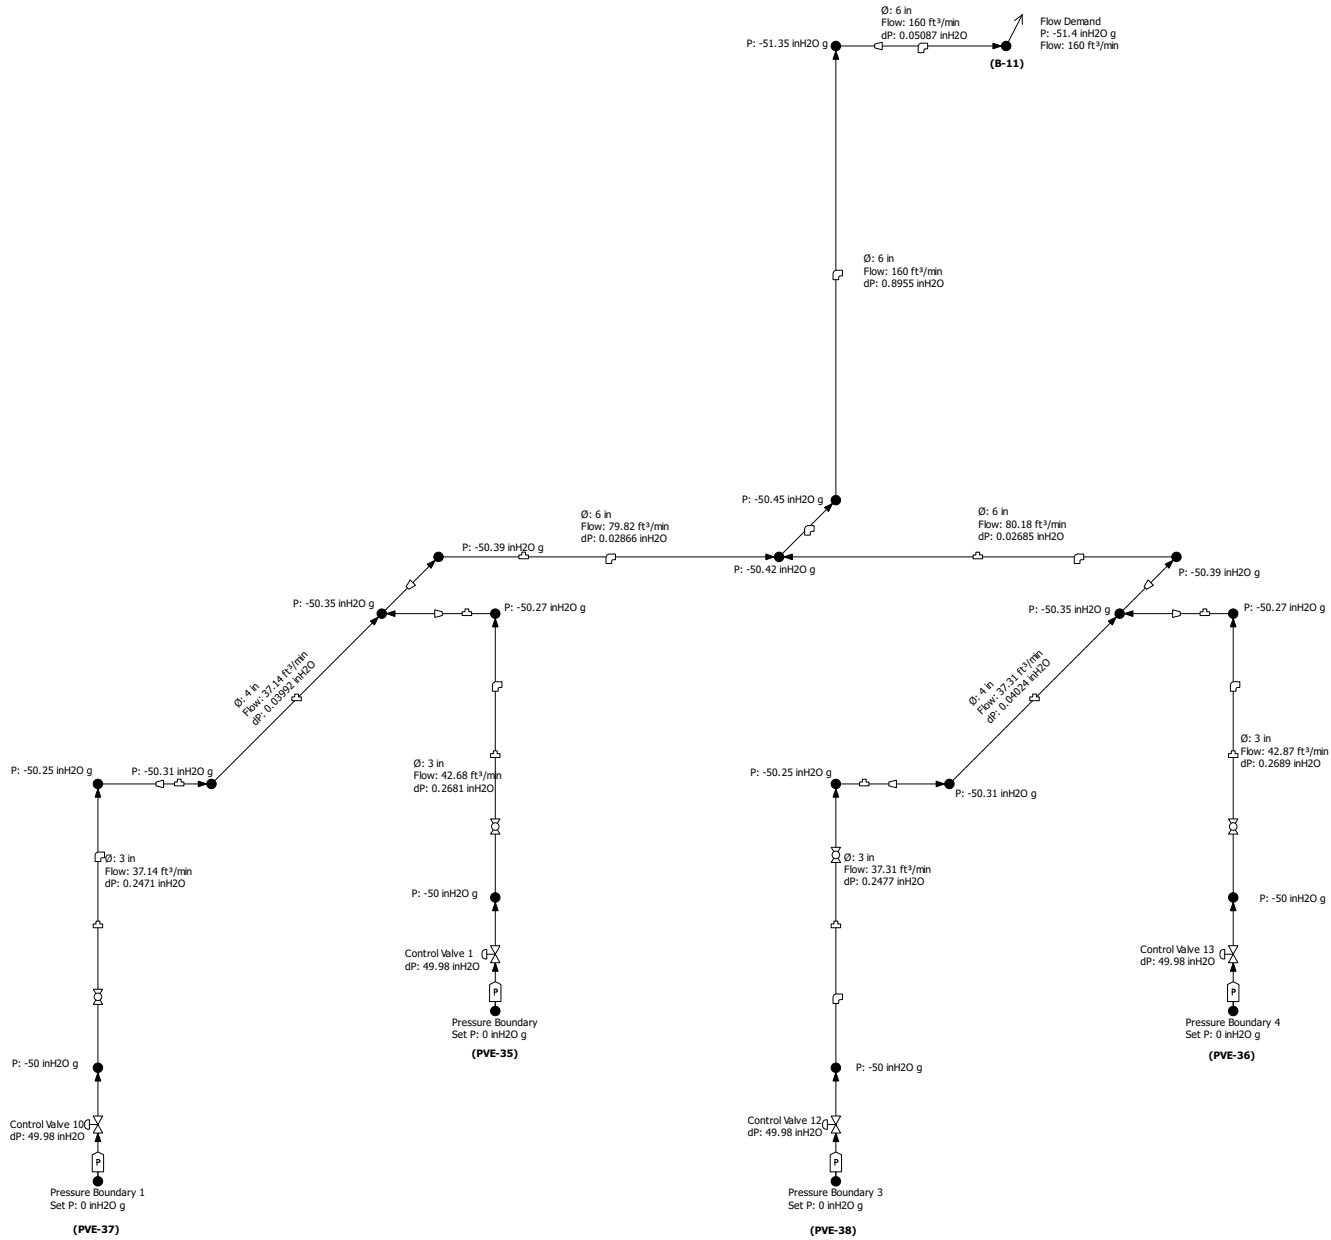 Ø: 6 in
Flow: 160 ft³/min
dP: 0.05087 inH2O
Flow Demand
P: -51.4 inH2O g
Flow: 160 ft³/min
P: -51.35 inH2O g
(B-11)
Ø: 6 in
Flow: 160 ft³/min
dP: 0.8955 inH2O
P: -50.45 inH2O g
Ø: 6 in
Flow: 79.82 ft³/min
dP: 0.02866 inH2O
Ø: 6 in
Flow: 80.18 ft³/min
dP: 0.02685 inH2O
P: -50.39 inH2O g
P: -50.42 inH2O g
P: -50.39 inH2O g
P: -50.35 inH2O g
P: -50.27 inH2O g
P: -50.35 inH2O g
P: -50.27 inH2O g
Ø: 4 in
Flow: 37.14 ft³/min
dP: 0.03992 inH2O
Ø: 4 in
Flow: 37.31 ft³/min
dP: 0.04024 inH2O
P: -50.25 inH2O g
P: -50.31 inH2O g
Ø: 3 in
Flow: 42.68 ft³/min
dP: 0.2681 inH2O
P: -50.25 inH2O g
P: -50.31 inH2O g
Ø: 3 in
Flow: 42.87 ft³/min
dP: 0.2689 inH2O
Ø: 3 in
Flow: 37.14 ft³/min
dP: 0.2471 inH2O
Ø: 3 in
Flow: 37.31 ft³/min
dP: 0.2477 inH2O
P: -50 inH2O g
P: -50 inH2O g
Control Valve 1
dP: 49.98 inH2O
Control Valve 13
dP: 49.98 inH2O
P
P
Pressure Boundary
Set P: 0 inH2O g
(PVE-35)
Pressure Boundary 4
Set P: 0 inH2O g
(PVE-36)
P: -50 inH2O g
P: -50 inH2O g
Control Valve 10
dP: 49.98 inH2O
Control Valve 12
dP: 49.98 inH2O
P
P
Pressure Boundary 1
Set P: 0 inH2O g
(PVE-37)
Pressure Boundary 3
Set P: 0 inH2O g
(PVE-38)